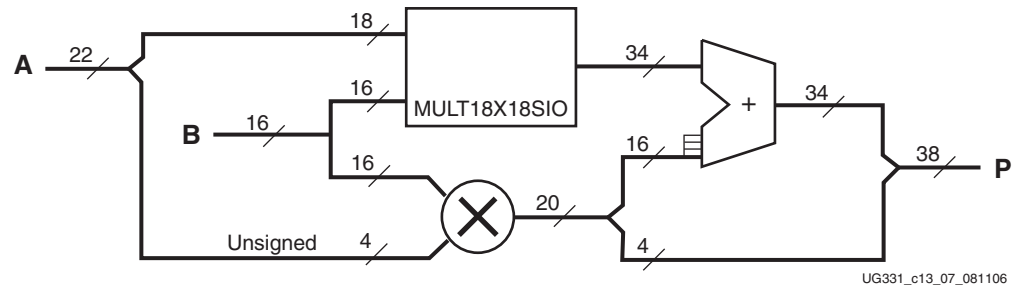 18
A
22
34
16
MULT18X18SIO
+
34
B
16
16
16
38
P
20
Unsigned
4
4
UG331_c13_07_081106